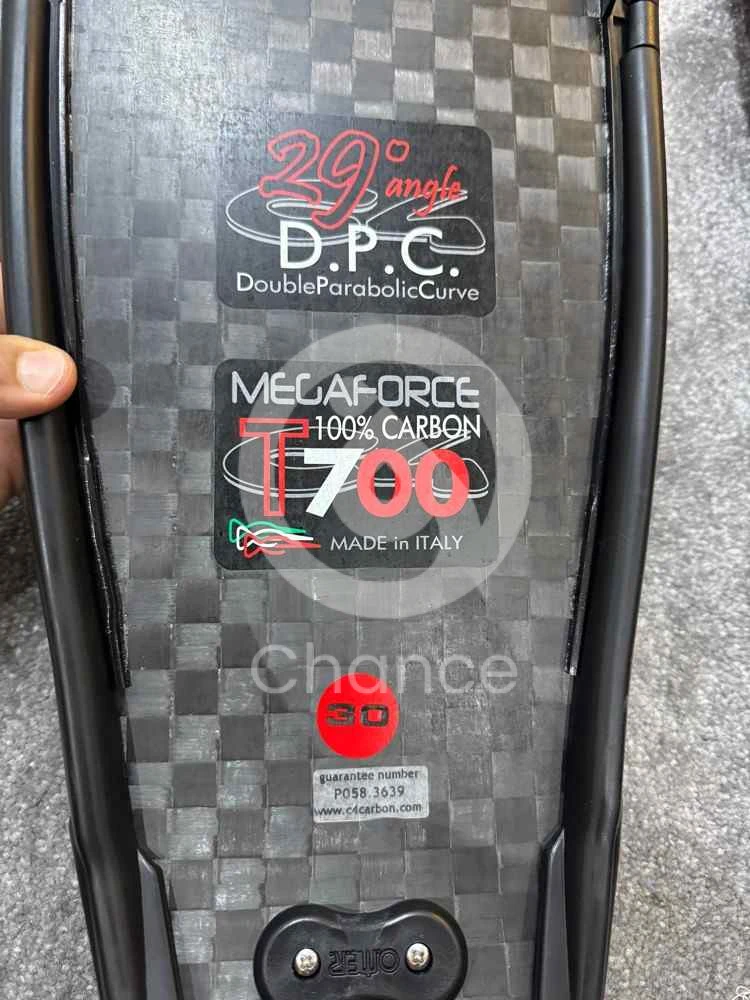 29° angle
D.P.C.
DoubleParabolicCurve
MEGAFORCE
100% CARBON
T700
MADE in ITALY
Chance
30
guarantee number
P058.3639
www.c4carbon.com
OMER